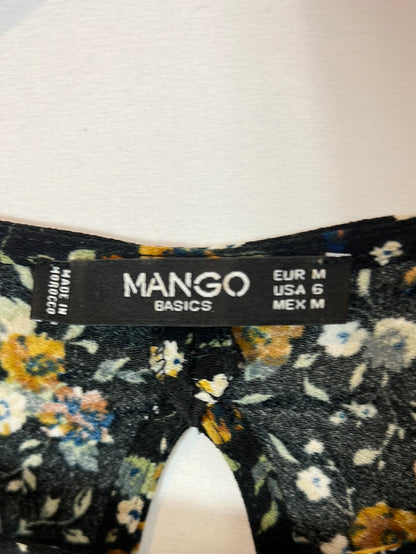 MANGO
BASICS
EUR M
USA 6
MEX M
MADE IN
MOROCCO